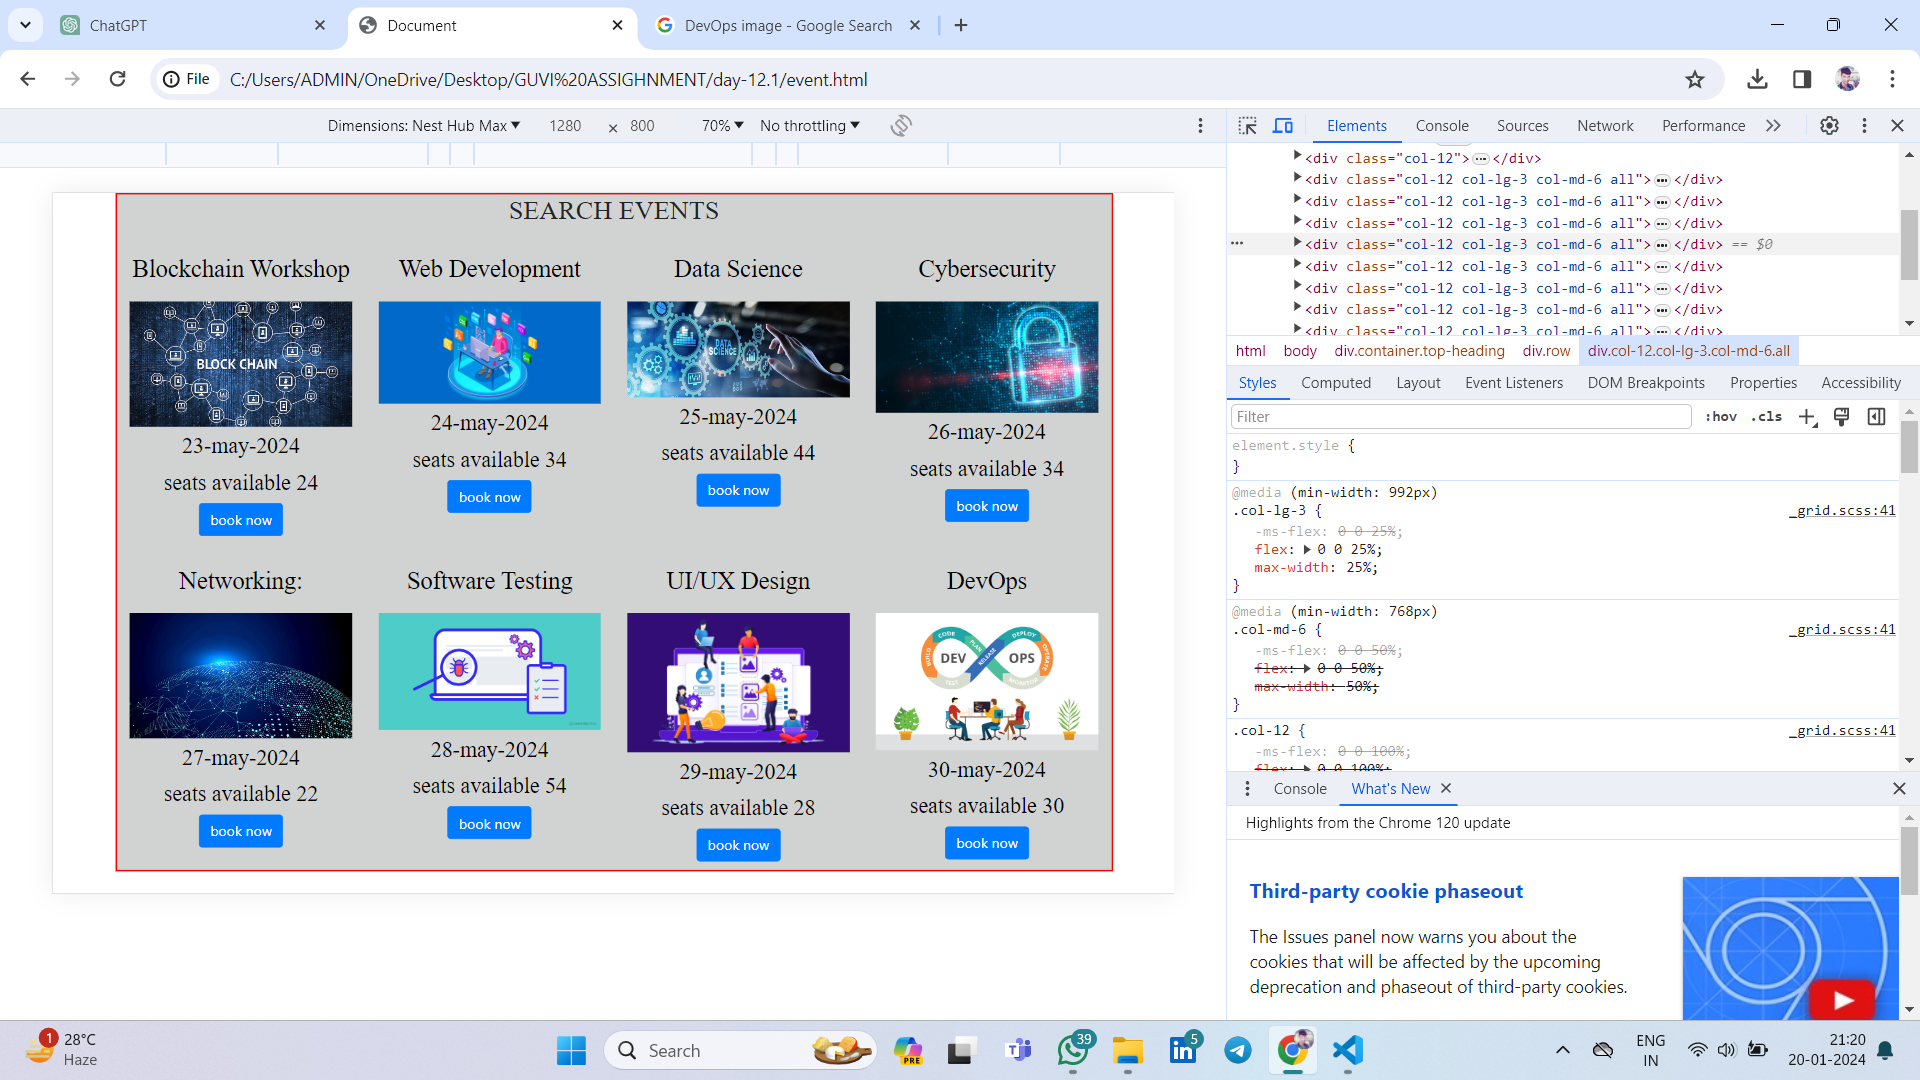 ChatGPT
Document
DevOps image - Google Search
File
C:/Users/ADMIN/OneDrive/Desktop/GUVI%20ASSIGHNMENT/day-12.1/event.html
Dimensions: Nest Hub Max 1280 × 800 70% No throttling
Elements Console Sources Network Performance
<div class="col-12">…</div>
<div class="col-12 col-lg-3 col-md-6 all">…</div>
<div class="col-12 col-lg-3 col-md-6 all">…</div>
<div class="col-12 col-lg-3 col-md-6 all">…</div>
<div class="col-12 col-lg-3 col-md-6 all">…</div> == $0
<div class="col-12 col-lg-3 col-md-6 all">…</div>
<div class="col-12 col-lg-3 col-md-6 all">…</div>
<div class="col-12 col-lg-3 col-md-6 all">…</div>
<div class="col-12 col-lg-3 col-md-6 all">…</div>
html body div.container.top-heading div.row div.col-12.col-lg-3.col-md-6.all
Styles Computed Layout Event Listeners DOM Breakpoints Properties Accessibility
Filter :hov .cls
element.style {
}
@media (min-width: 992px)
.col-lg-3 { _grid.scss:41
-ms-flex: 0 0 25%;
flex: 0 0 25%;
max-width: 25%;
}
@media (min-width: 768px)
.col-md-6 { _grid.scss:41
-ms-flex: 0 0 50%;
flex: 0 0 50%;
max-width: 50%;
}
.col-12 { _grid.scss:41
-ms-flex: 0 0 100%;
flex: 0 0 100%;
Console What's New
Highlights from the Chrome 120 update
Third-party cookie phaseout
The Issues panel now warns you about the
cookies that will be affected by the upcoming
deprecation and phaseout of third-party cookies.
SEARCH EVENTS
Blockchain Workshop
BLOCK CHAIN
23-may-2024
seats available 24
book now
Web Development
24-may-2024
seats available 34
book now
Data Science
DATA
SCIENCE
25-may-2024
seats available 44
book now
Cybersecurity
26-may-2024
seats available 34
book now
Networking:
27-may-2024
seats available 22
book now
Software Testing
28-may-2024
seats available 54
book now
UI/UX Design
29-may-2024
seats available 28
book now
DevOps
CODE
PLAN
BUILD
DEV
RELEASE
DEPLOY
OPERATE
OPS
30-may-2024
seats available 30
book now
1
28°C
Haze
Search
PRE
39
5
ENG
IN
21:20
20-01-2024